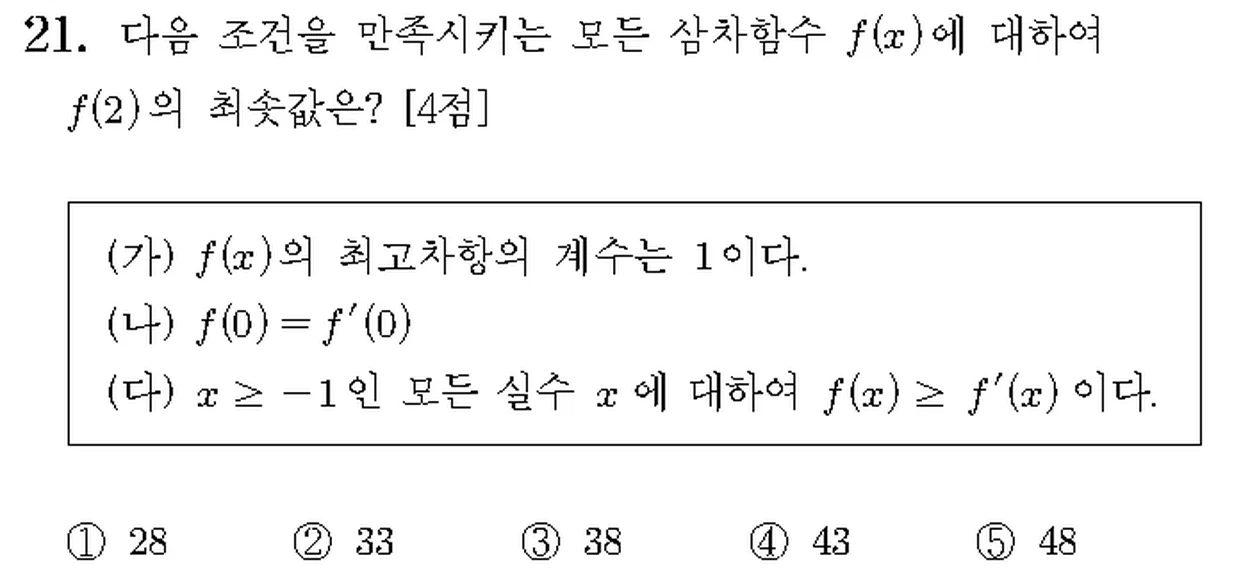 21. 다음 조건을 만족시키는 모든 삼차함수 f(x)에 대하여
f(2)의 최솟값은? [4점]
(가) f(x)의 최고차항의 계수는 1이다.
(나) f(0) = f′(0)
(다) x ≥ −1인 모든 실수 x에 대하여 f(x) ≥ f′(x)이다.
① 28 ② 33 ③ 38 ④ 43 ⑤ 48